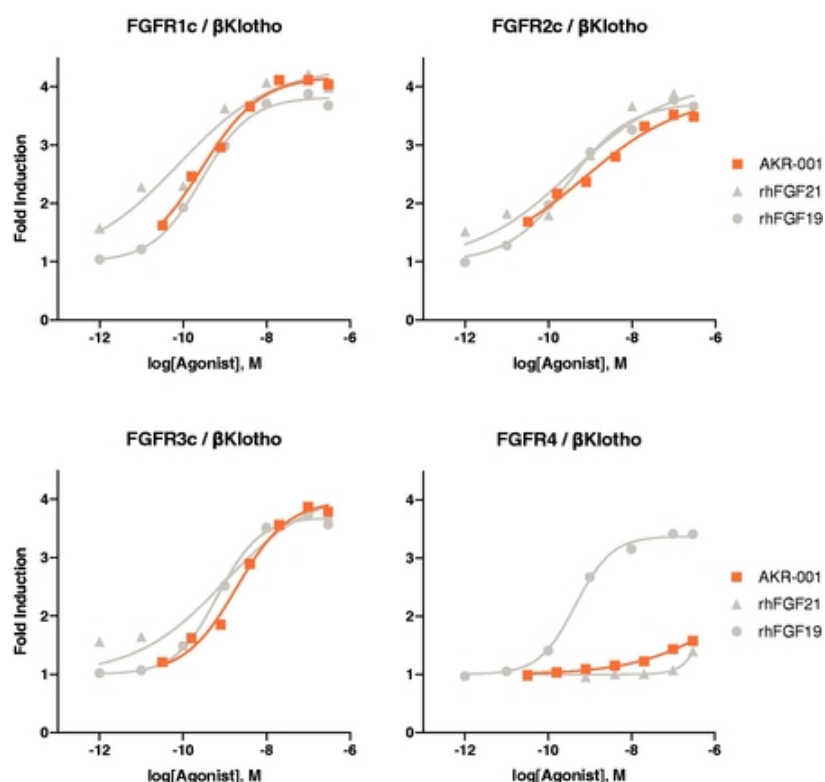 FGFR1c / βKlotho
FGFR2c / βKlotho
Fold Induction
4
3
2
1
0
-12 -10 -8 -6
log[Agonist], M
4
3
2
1
0
-12 -10 -8 -6
log[Agonist], M
AKR-001
rhFGF21
rhFGF19
FGFR3c / βKlotho
FGFR4 / βKlotho
Fold Induction
4
3
2
1
0
-12 -10 -8 -6
log[Agonist], M
4
3
2
1
0
-12 -10 -8 -6
log[Agonist], M
AKR-001
rhFGF21
rhFGF19